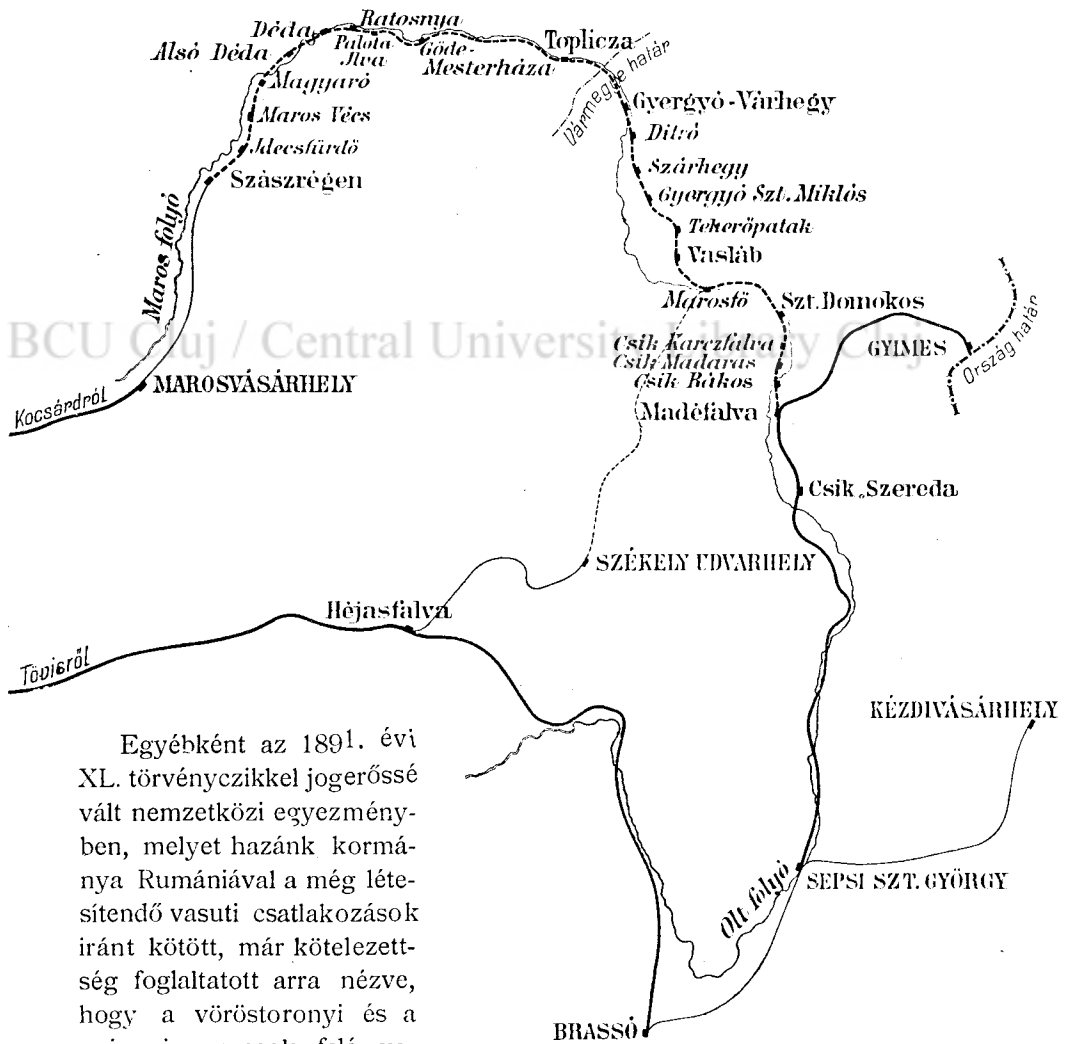 Ratosnya
Déda
Palota-
Ilva
Alsó Déda
Göde-
Mesterháza
Toplicza
Vármegye határ
Magyaró
Gyergyó-Várhegy
Maros Vécs
Ditró
Idecsfürdő
Szárhegy
Szászrégen
Gyergyó Szt. Miklós
Tekerőpatak
Vasláb
Maros folyó
Marosfő
Szt. Domokos
BCU Cluj / Central University Library Cluj
Csik Karczfalva
GYIMES
Csik Madaras
Ország határ
Csik Rákos
MAROSVÁSÁRHELY
Kocsárdról
Madéfalva
Csik Szereda
SZÉKELY UDVARHELY
Héjasfalva
Tövisről
KÉZDIVÁSÁRHELY
Egyébként az 1891. évi
XL. törvényczikkel jogerőssé
vált nemzetközi egyezmény-
ben, melyet hazánk kormá-
nya Rumániával a még léte-
sítendő vasuti csatlakozások
iránt kötött, már kötelezett-
ség foglaltatott arra nézve,
hogy a vöröstoronyi és a
Olt folyó
SEPSI SZT. GYÖRGY
BRASSÓ